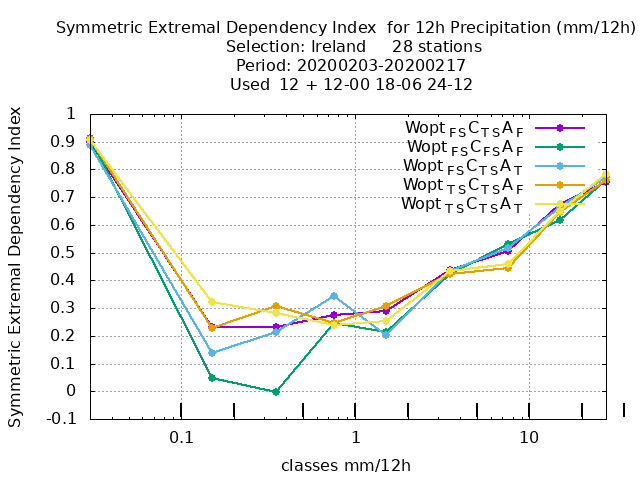 Symmetric Extremal Dependency Index  for 12h Precipitation (mm/12h)
Selection: Ireland     28 stations
Period: 20200203-20200217
Used  12 + 12-00 18-06 24-12
Symmetric Extremal Dependency Index
1
0.9
0.8
0.7
0.6
0.5
0.4
0.3
0.2
0.1
0
-0.1
Wopt FS C TS A F
Wopt FS C FS A F
Wopt FS C TS A T
Wopt TS C TS A F
Wopt TS C TS A T
0.1 1 10
classes mm/12h